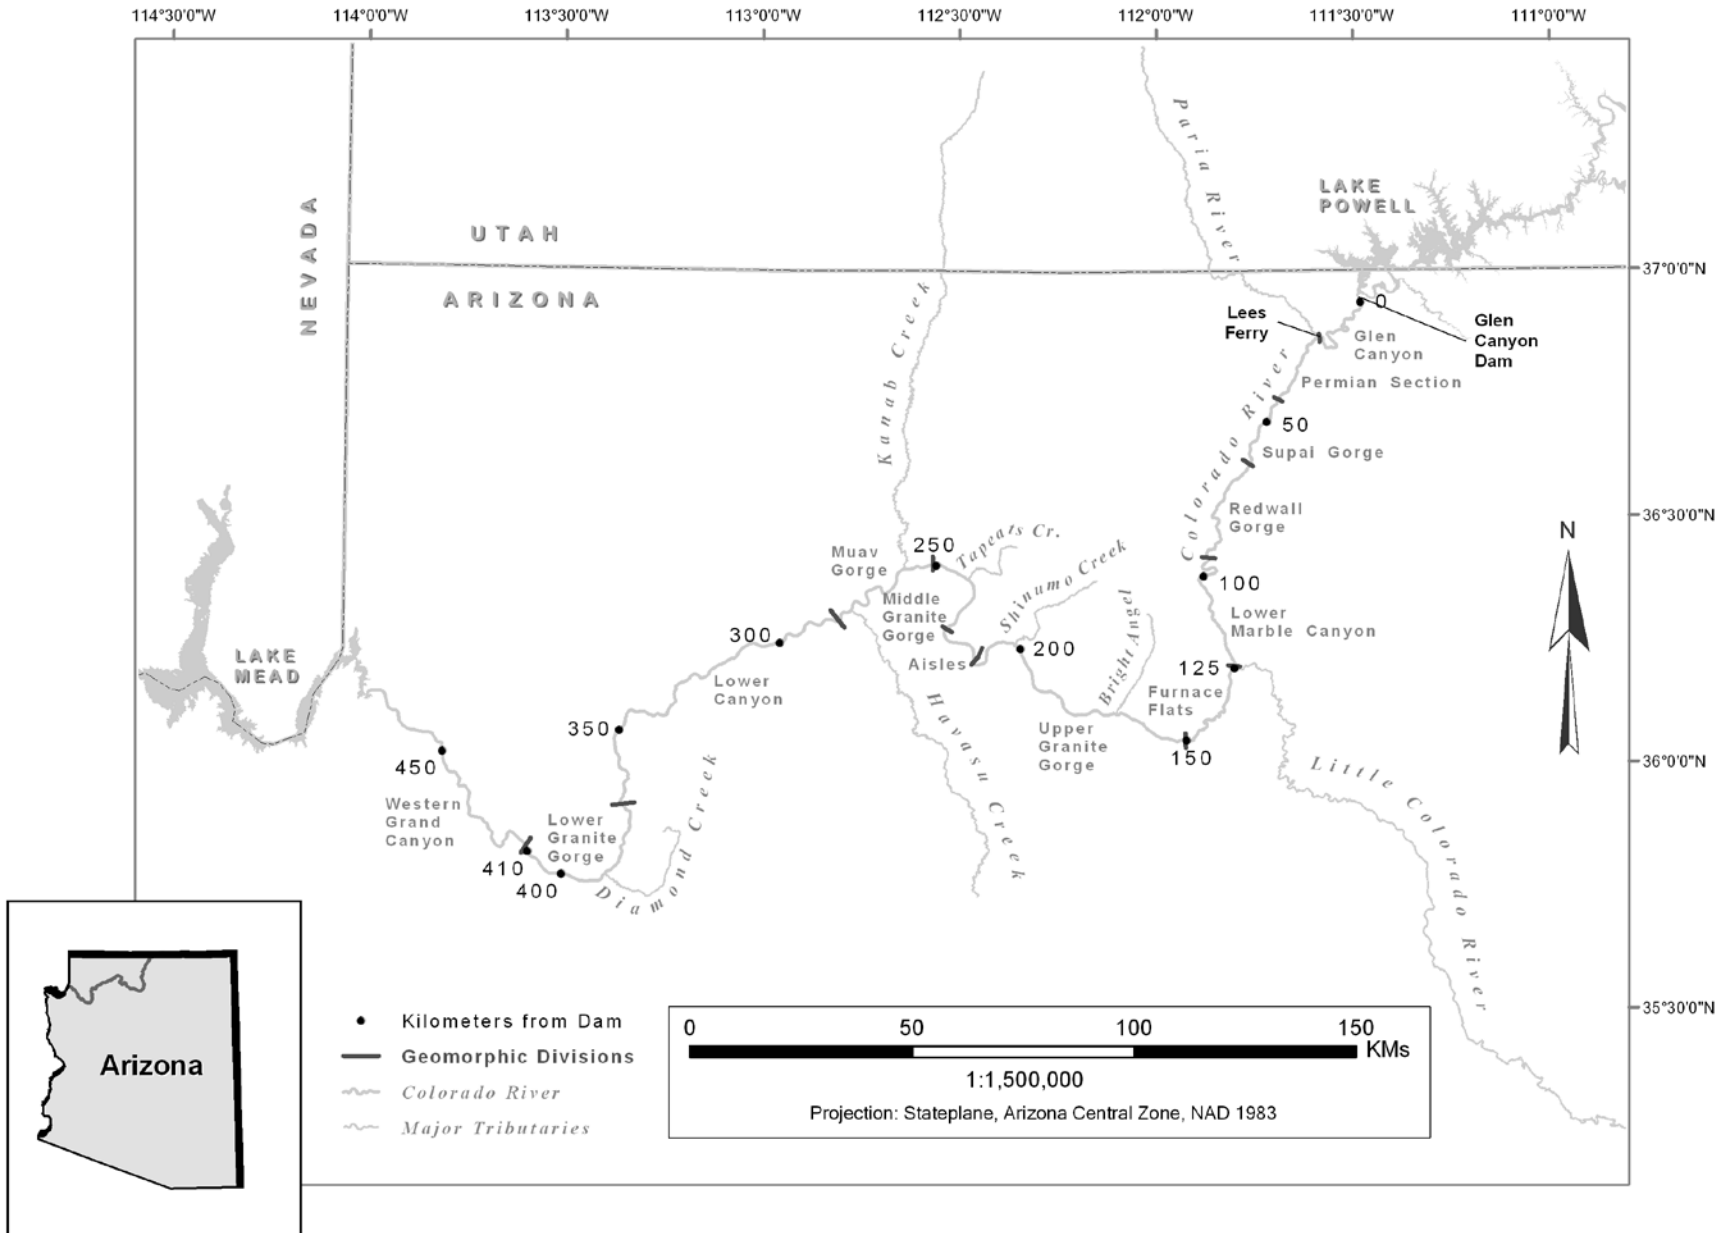 114°30'0"W
114°0'0"W
113°30'0"W
113°0'0"W
112°30'0"W
112°0'0"W
111°30'0"W
111°0'0"W
Paria River
LAKE
POWELL
NEVADA
UTAH
37°0'0"N
ARIZONA
Kanab Creek
0
Lees
Ferry
Glen
Canyon
Dam
Glen
Canyon
Colorado River
Permian Section
50
Supai Gorge
Redwall
Gorge
36°30'0"N
N
Muav
Gorge
250
Tapeats Cr.
Shinumo Creek
100
Middle
Granite
Gorge
Bright Angel
Lower
Marble Canyon
300
200
LAKE
MEAD
Aisles
125
Lower
Canyon
Furnace
Flats
350
Havasu Creek
Upper
Granite
Gorge
150
36°0'0"N
450
Little Colorado River
Western
Grand
Canyon
Lower
Granite
Gorge
Diamond Creek
410
400
35°30'0"N
Arizona
Kilometers from Dam
Geomorphic Divisions
Colorado River
Major Tributaries
0 50 100 150
KMs
1:1,500,000
Projection: Stateplane, Arizona Central Zone, NAD 1983